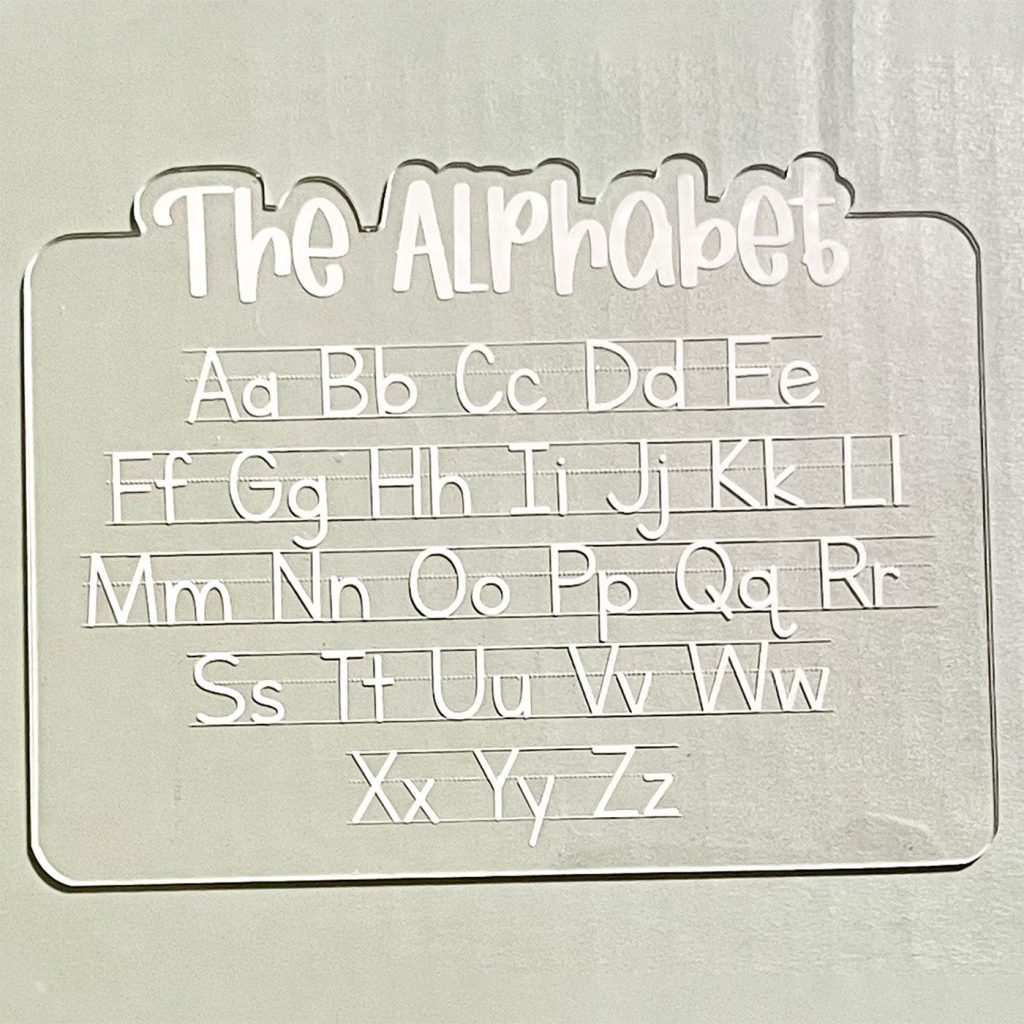 The Alphabet
Aa Bb Cc Dd Ee
Ff Gg Hh Ii Jj Kk Ll
Mm Nn Oo Pp Qq Rr
Ss Tt Uu Vv Ww
Xx Yy Zz